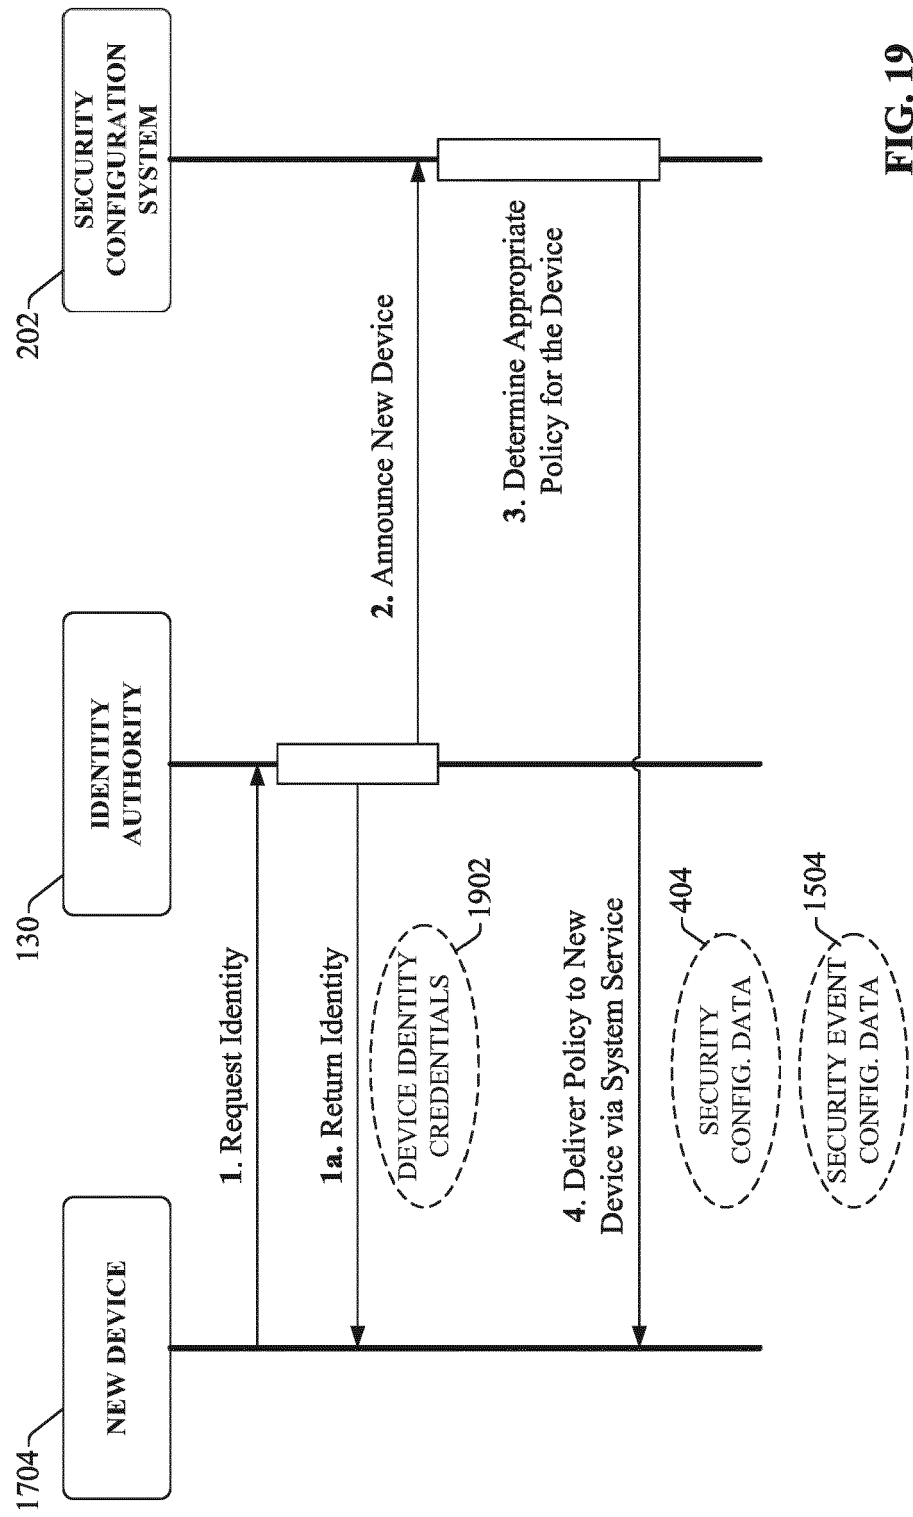 1704
NEW DEVICE
130
IDENTITY
AUTHORITY
202
SECURITY
CONFIGURATION
SYSTEM
1. Request Identity
1a. Return Identity
DEVICE IDENTITY
CREDENTIALS
1902
2. Announce New Device
3. Determine Appropriate
Policy for the Device
4. Deliver Policy to New
Device via System Service
SECURITY
CONFIG. DATA
404
SECURITY EVENT
CONFIG. DATA
1504
FIG. 19